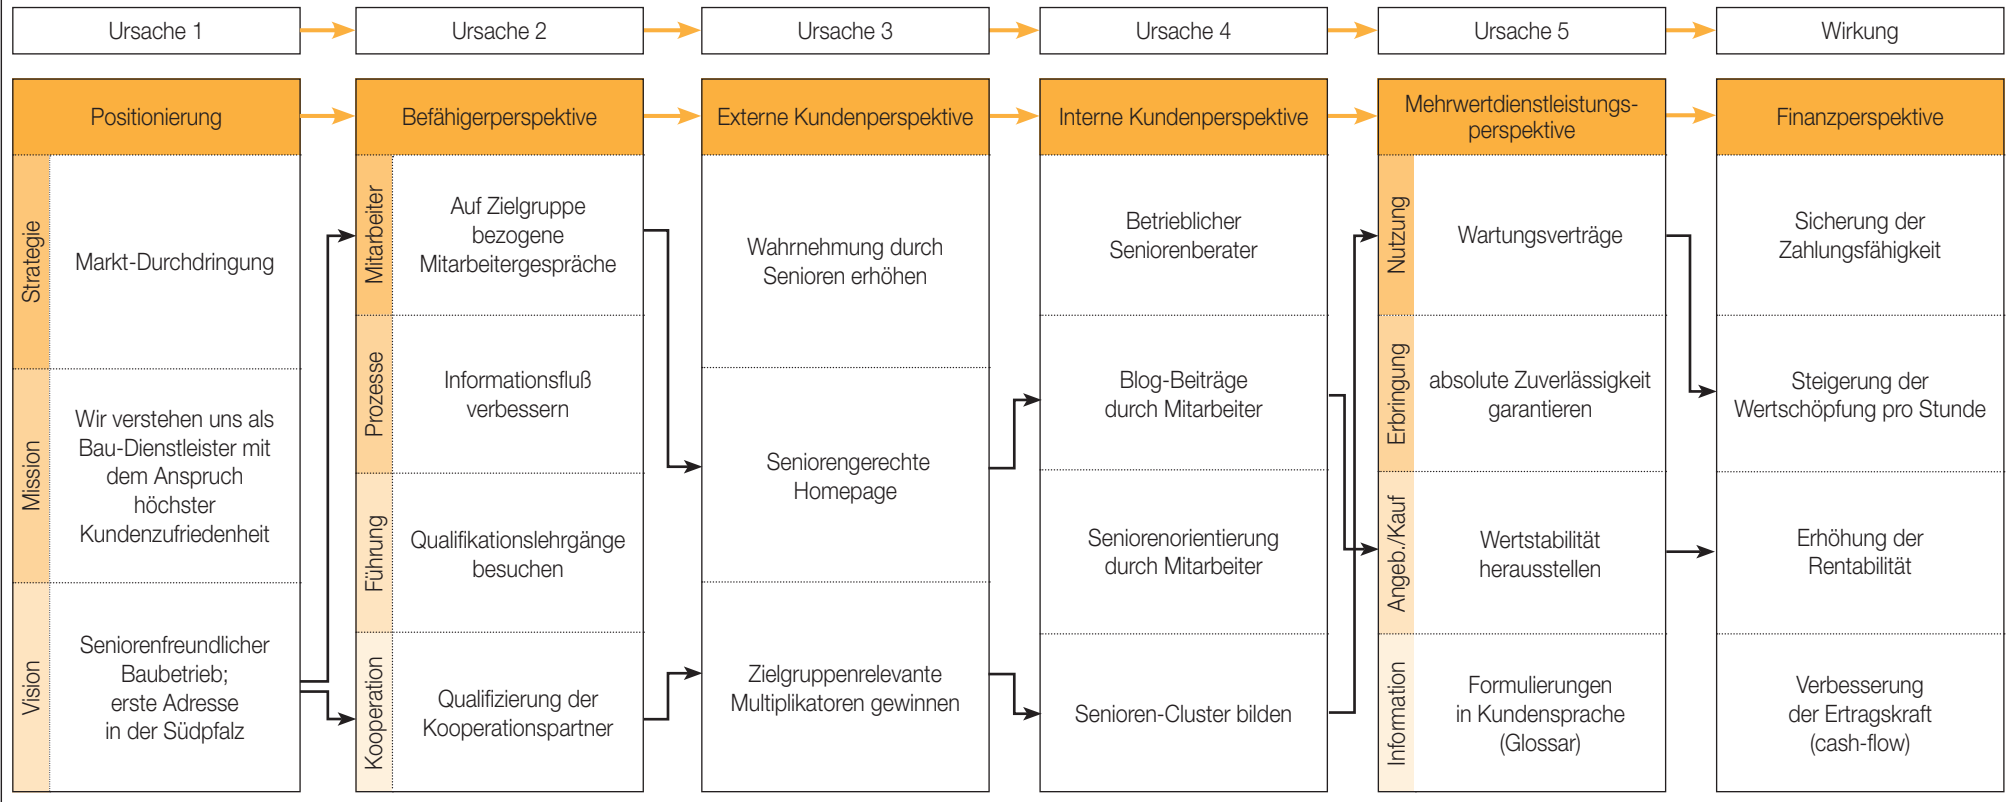 Ursache 1
Ursache 2
Ursache 3
Ursache 4
Ursache 5
Wirkung
Positionierung
Befähigerperspektive
Externe Kundenperspektive
Interne Kundenperspektive
Mehrwertdienstleistungs-
perspektive
Finanzperspektive
Strategie
Markt-Durchdringung
Mission
Wir verstehen uns als
Bau-Dienstleister mit
dem Anspruch
höchster
Kundenzufriedenheit
Vision
Seniorenfreundlicher
Baubetrieb;
erste Adresse
in der Südpfalz
Mitarbeiter
Auf Zielgruppe
bezogene
Mitarbeitergespräche
Prozesse
Informationsfluß
verbessern
Führung
Qualifikationslehrgänge
besuchen
Kooperation
Qualifizierung der
Kooperationspartner
Wahrnehmung durch
Senioren erhöhen
Seniorengerechte
Homepage
Zielgruppenrelevante
Multiplikatoren gewinnen
Betrieblicher
Seniorenberater
Blog-Beiträge
durch Mitarbeiter
Seniorenorientierung
durch Mitarbeiter
Senioren-Cluster bilden
Nutzung
Wartungsverträge
Erbringung
absolute Zuverlässigkeit
garantieren
Angeb./Kauf
Wertstabilität
herausstellen
Information
Formulierungen
in Kundensprache
(Glossar)
Sicherung der
Zahlungsfähigkeit
Steigerung der
Wertschöpfung pro Stunde
Erhöhung der
Rentabilität
Verbesserung
der Ertragskraft
(cash-flow)